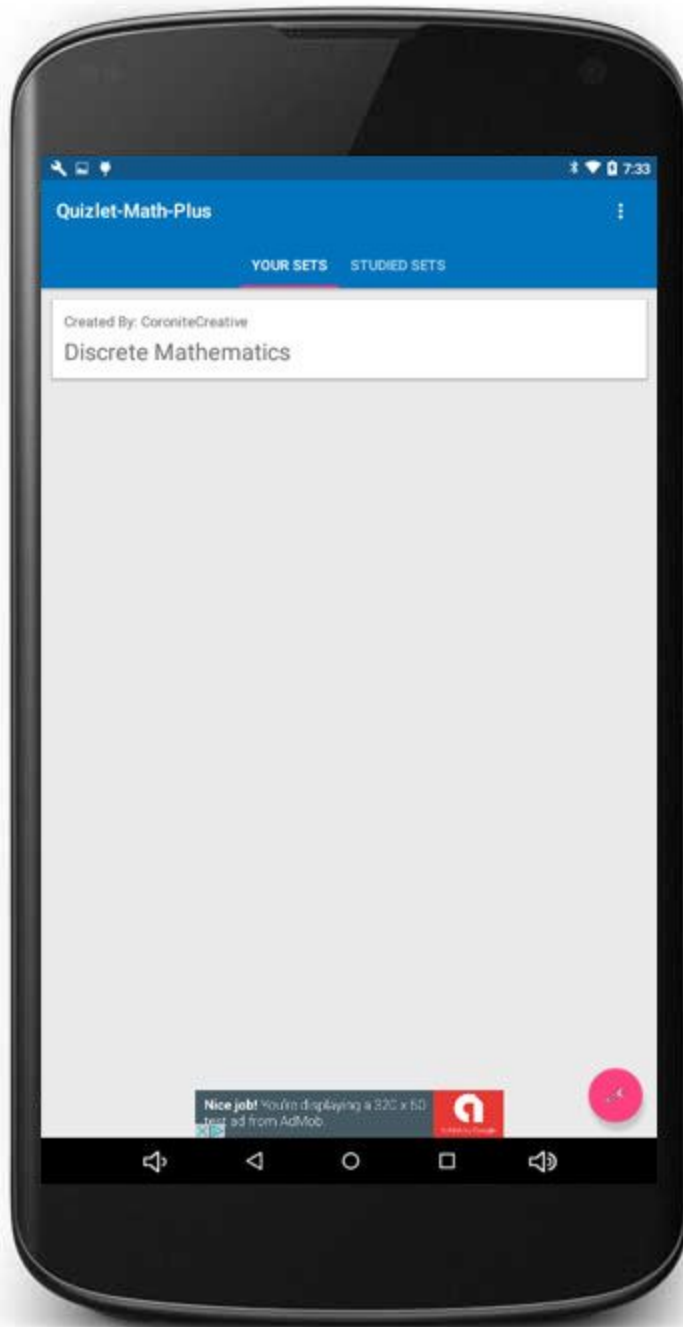 7:33
Quizlet-Math-Plus
YOUR SETS STUDIED SETS
Created By: CoroniteCreative
Discrete Mathematics
Nice job! You're displaying a 320 x 50
test ad from AdMob.